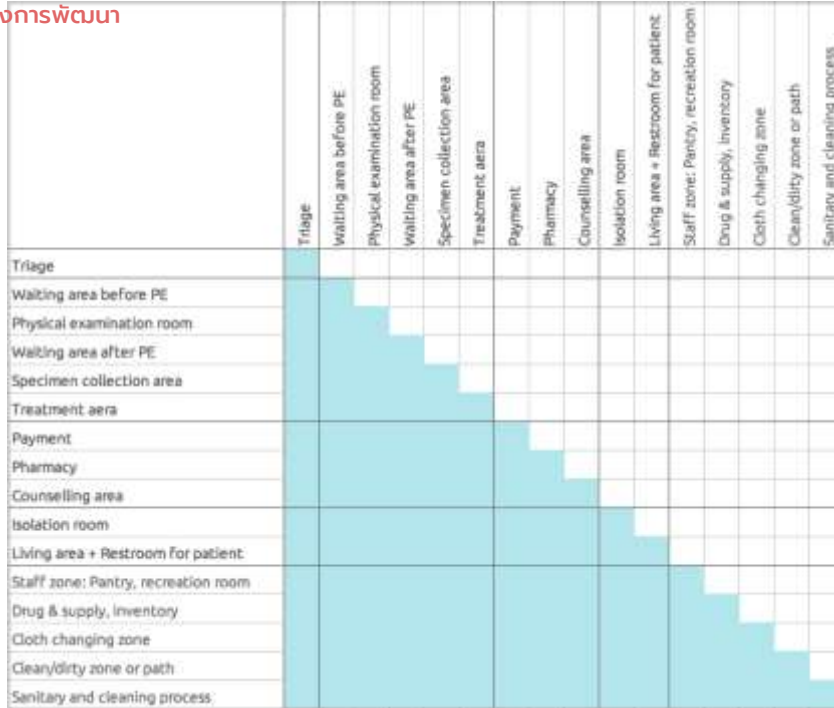 งการพัฒนา
Triage
Waiting area before PE
Physical examination room
Waiting area after PE
Specimen collection area
Treatment aera
Payment
Pharmacy
Counselling area
Isolation room
Living area + Restroom for patient
Staff zone: Pantry, recreation room
Drug & supply, inventory
Cloth changing zone
Clean/dirty zone or path
Sanitary and cleaning process
Triage
Waiting area before PE
Physical examination room
Waiting area after PE
Specimen collection area
Treatment aera
Payment
Pharmacy
Counselling area
Isolation room
Living area + Restroom for patient
Staff zone: Pantry, recreation room
Drug & supply, inventory
Cloth changing zone
Clean/dirty zone or path
Sanitary and cleaning process